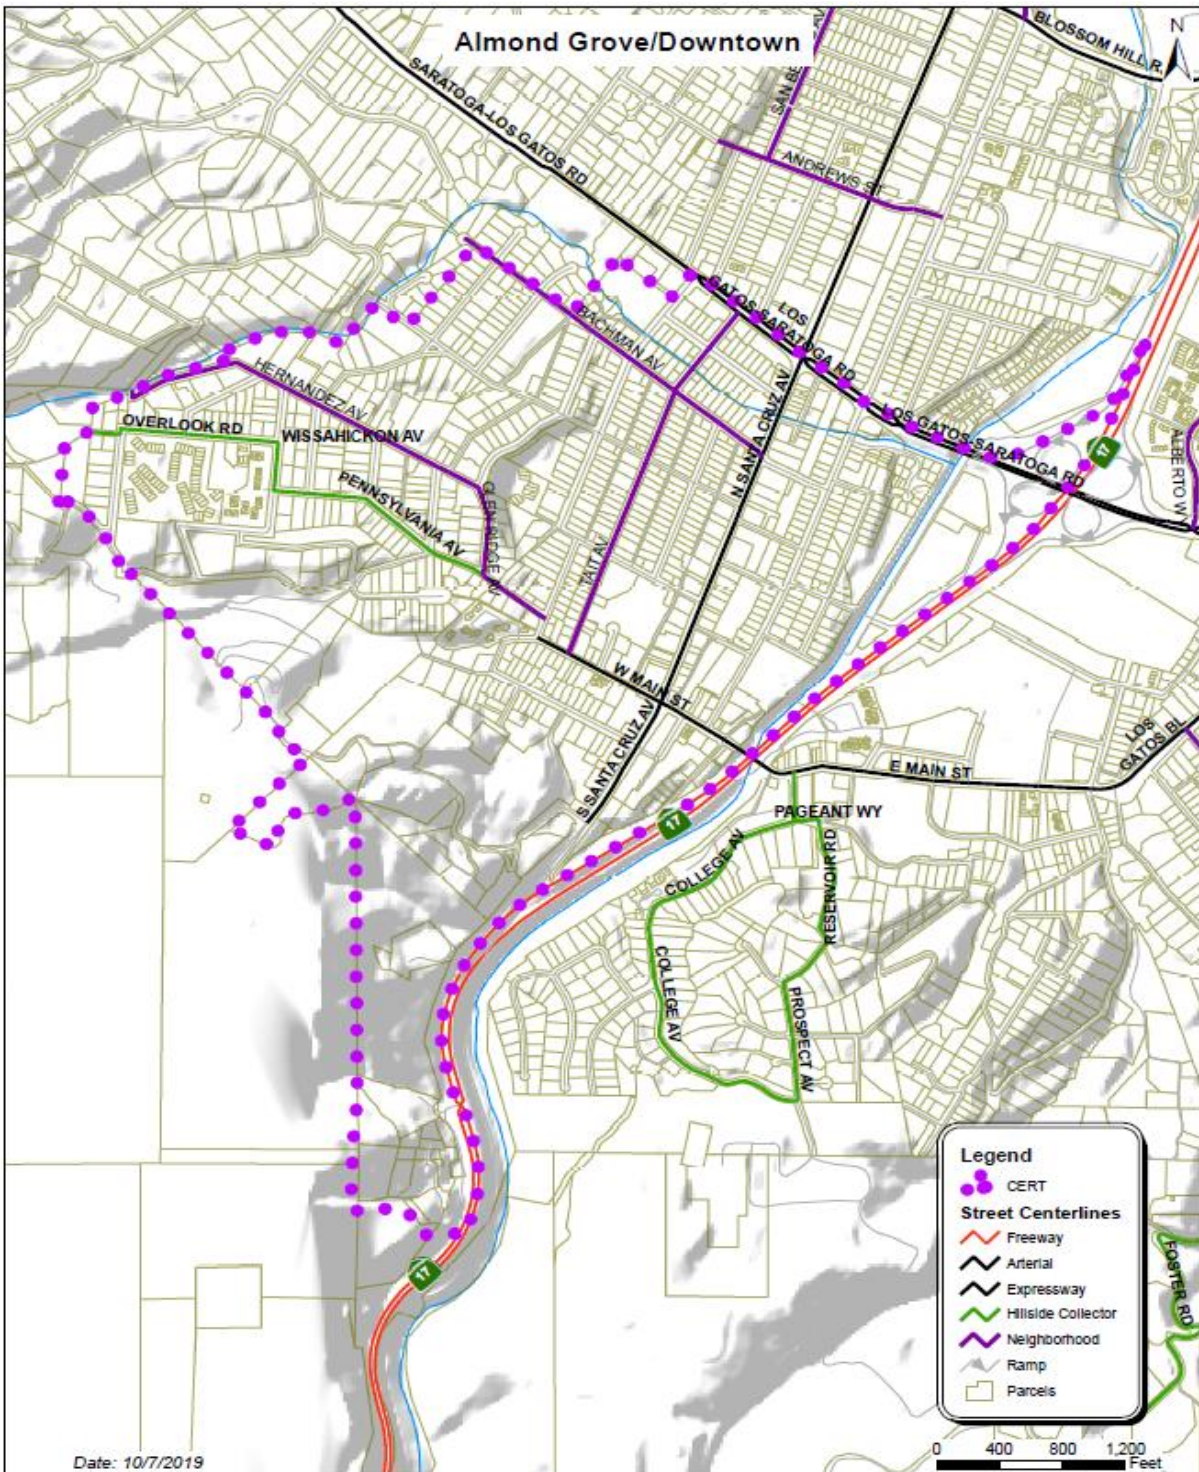 Almond Grove/Downtown
N
BLOSSOM HILL R
SARATOGA-LOS GATOS RD
ANDREWS ST
LOS
GATOS-SARATOGA RD
BACHMAN AV
HERNANDEZ AV
OVERLOOK RD
WISSAHICKON AV
N SANTA CRUZ AV
LOS GATOS-SARATOGA RD
17
ALBERTO W
PENNSYLVANIA AV
GLEN RIDGE AV
TAIT AV
W MAIN ST
LOS
GATOS BL
E MAIN ST
S SANTA CRUZ AV
17
PAGEANT WY
COLLEGE AV
RESERVOIR RD
COLLEGE AV
PROSPECT AV
17
FOSTER RD
Legend
CERT
Street Centerlines
Freeway
Arterial
Expressway
Hillside Collector
Neighborhood
Ramp
Parcels
0 400 800 1,200
Feet
Date: 10/7/2019